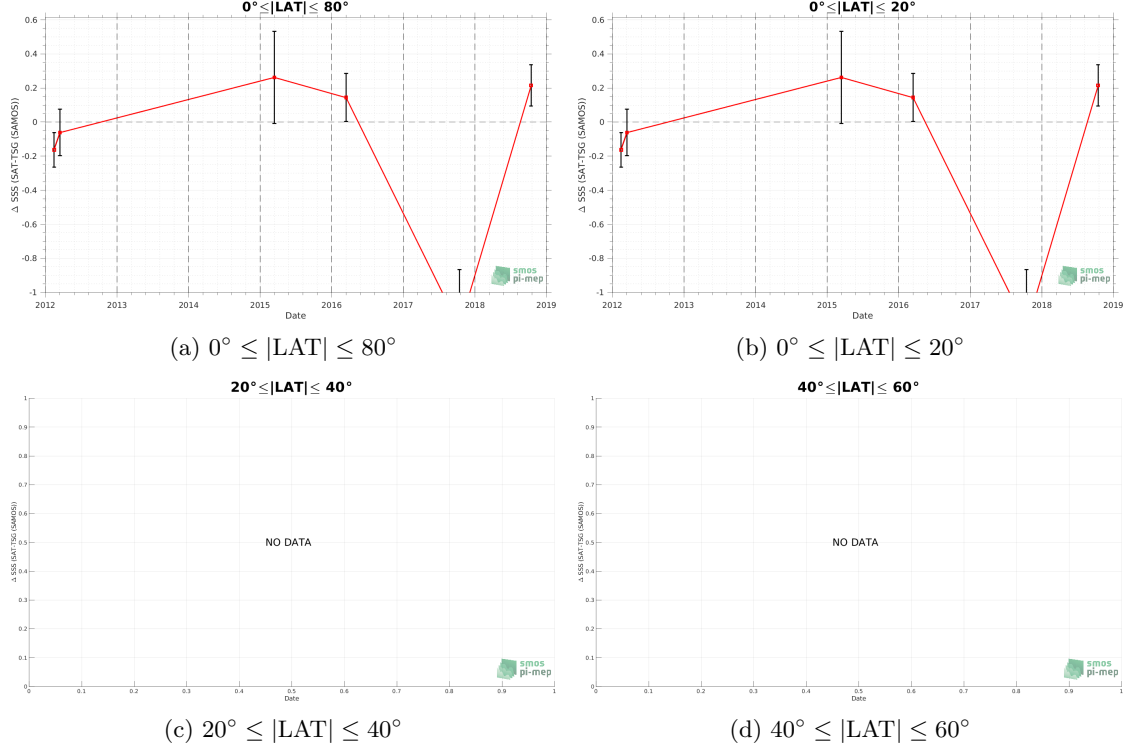 0°≤|LAT|≤ 80°
0.6
0.4
0.2
0
-0.2
-0.4
-0.6
-0.8
-1
Δ SSS (SAT-TSG (SAMOS))
2012 2013 2014 2015 2016 2017 2018 2019
Date
smos
pi-mep
(a) 0° ≤ |LAT| ≤ 80°
0°≤|LAT|≤ 20°
0.6
0.4
0.2
0
-0.2
-0.4
-0.6
-0.8
-1
Δ SSS (SAT-TSG (SAMOS))
2012 2013 2014 2015 2016 2017 2018 2019
Date
smos
pi-mep
(b) 0° ≤ |LAT| ≤ 20°
20°≤|LAT|≤ 40°
1
0.9
0.8
0.7
0.6
0.5
0.4
0.3
0.2
0.1
0
Δ SSS (SAT-TSG (SAMOS))
NO DATA
0 0.1 0.2 0.3 0.4 0.5 0.6 0.7 0.8 0.9 1
Date
smos
pi-mep
(c) 20° ≤ |LAT| ≤ 40°
40°≤|LAT|≤ 60°
1
0.9
0.8
0.7
0.6
0.5
0.4
0.3
0.2
0.1
0
Δ SSS (SAT-TSG (SAMOS))
NO DATA
0 0.1 0.2 0.3 0.4 0.5 0.6 0.7 0.8 0.9 1
Date
smos
pi-mep
(d) 40° ≤ |LAT| ≤ 60°